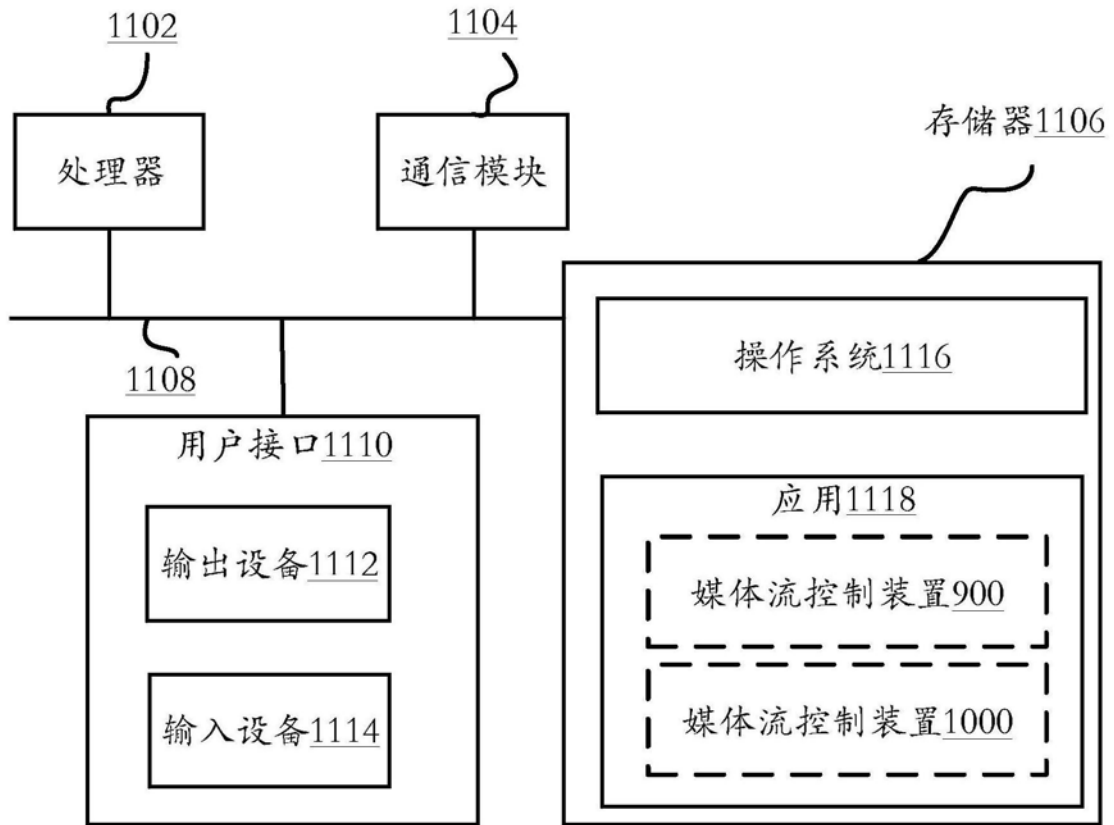 1102
1104
处理器
通信模块
存储器1106
操作系统1116
1108
用户接口1110
应用1118
输出设备1112
媒体流控制装置900
输入设备1114
媒体流控制装置1000